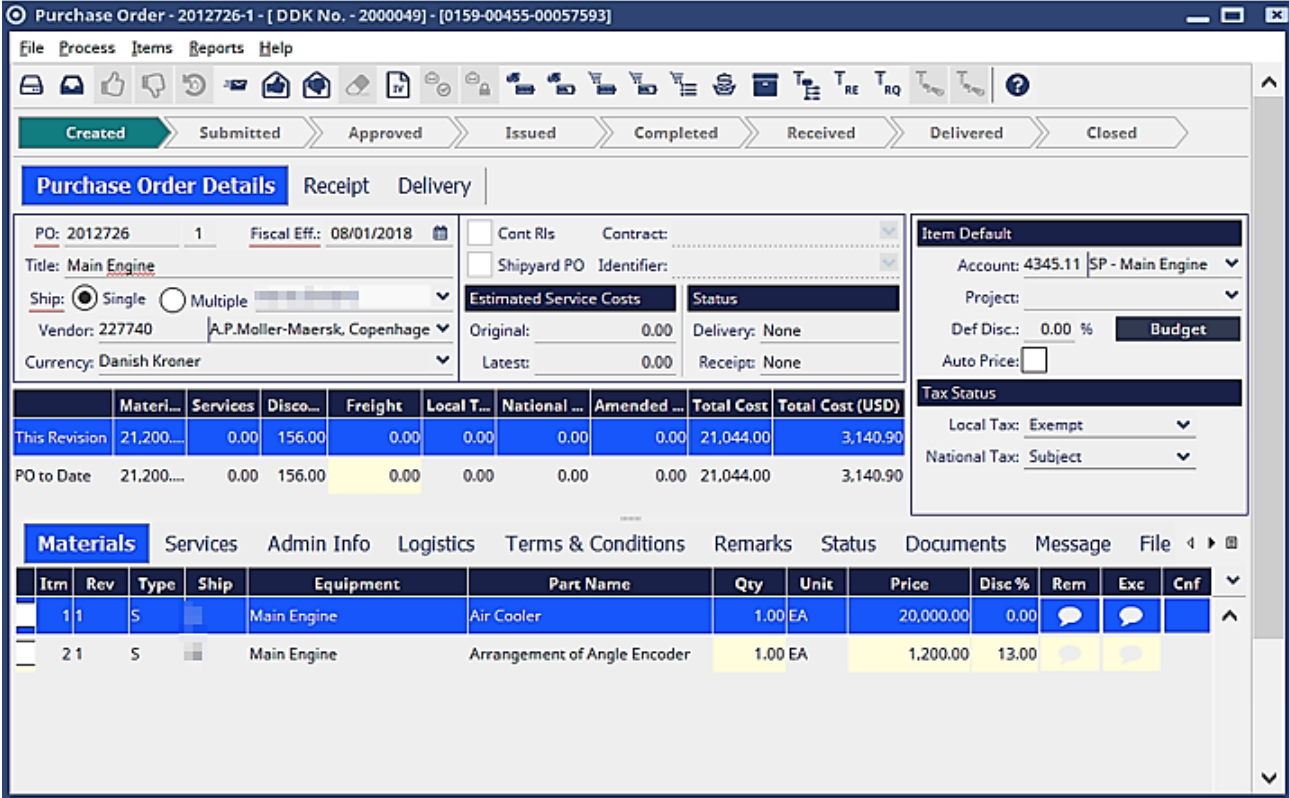 Purchase Order - 2012726-1 - [ DDK No. - 2000049] - [0159-00455-00057593]
File Process Items Reports Help
IV T T RE T RQ T T ?
Created Submitted Approved Issued Completed Received Delivered Closed
Purchase Order Details Receipt Delivery
PO: 2012726 1 Fiscal Eff.: 08/01/2018
Title: Main Engine
Ship: Single Multiple
Vendor: 227740 A.P.Moller-Maersk, Copenhage
Currency: Danish Kroner
Cont Rls Contract:
Shipyard PO Identifier:
Estimated Service Costs Status
Original: 0.00 Delivery: None
Latest: 0.00 Receipt: None
Item Default
Account: 4345.11 SP - Main Engine
Project:
Def Disc.: 0.00 % Budget
Auto Price:
Tax Status
Local Tax: Exempt
National Tax: Subject
Materi... Services Disco... Freight Local T... National ... Amended ... Total Cost Total Cost (USD)
This Revision 21,200.... 0.00 156.00 0.00 0.00 0.00 0.00 21,044.00 3,140.90
PO to Date 21,200.... 0.00 156.00 0.00 0.00 0.00 0.00 21,044.00 3,140.90
Materials Services Admin Info Logistics Terms & Conditions Remarks Status Documents Message File
Itm Rev Type Ship Equipment Part Name Qty Unit Price Disc % Rem Exc Cnf
1 1 S Main Engine Air Cooler 1.00 EA 20,000.00 0.00
2 1 S Main Engine Arrangement of Angle Encoder 1.00 EA 1,200.00 13.00